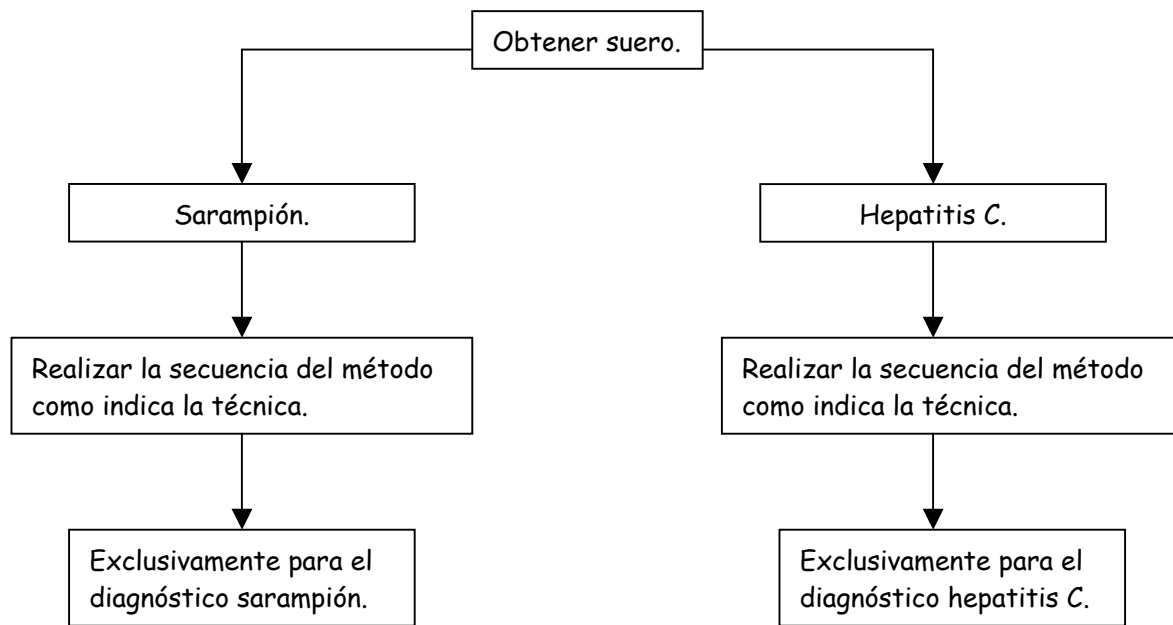 Obtener suero.
Sarampión.
Hepatitis C.
Realizar la secuencia del método
como indica la técnica.
Realizar la secuencia del método
como indica la técnica.
Exclusivamente para el
diagnóstico sarampión.
Exclusivamente para el
diagnóstico hepatitis C.